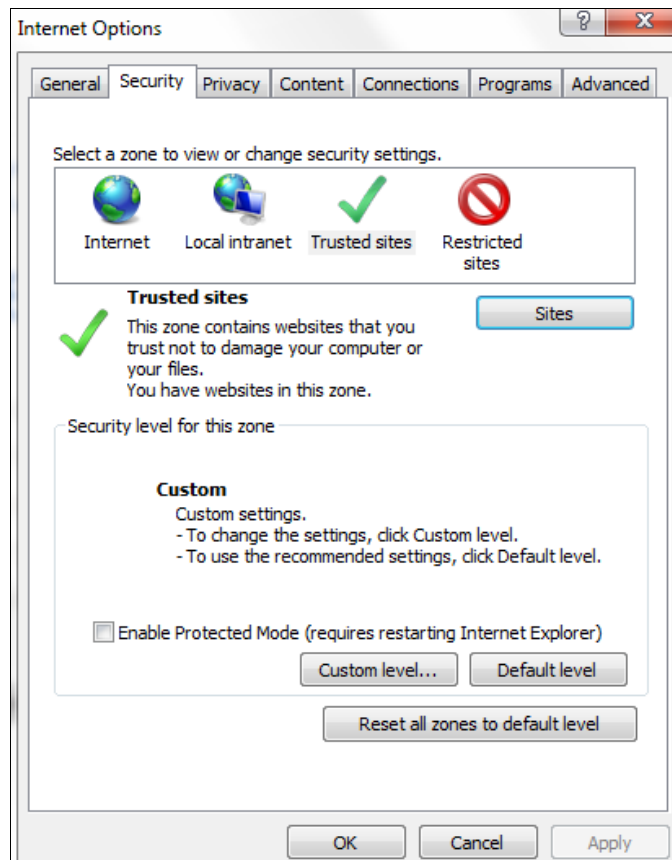 Internet Options
?
X
General Security Privacy Content Connections Programs Advanced
Select a zone to view or change security settings.
Internet Local intranet Trusted sites Restricted
sites
Trusted sites
Sites
This zone contains websites that you
trust not to damage your computer or
your files.
You have websites in this zone.
Security level for this zone
Custom
Custom settings.
- To change the settings, click Custom level.
- To use the recommended settings, click Default level.
Enable Protected Mode (requires restarting Internet Explorer)
Custom level... Default level
Reset all zones to default level
OK Cancel Apply